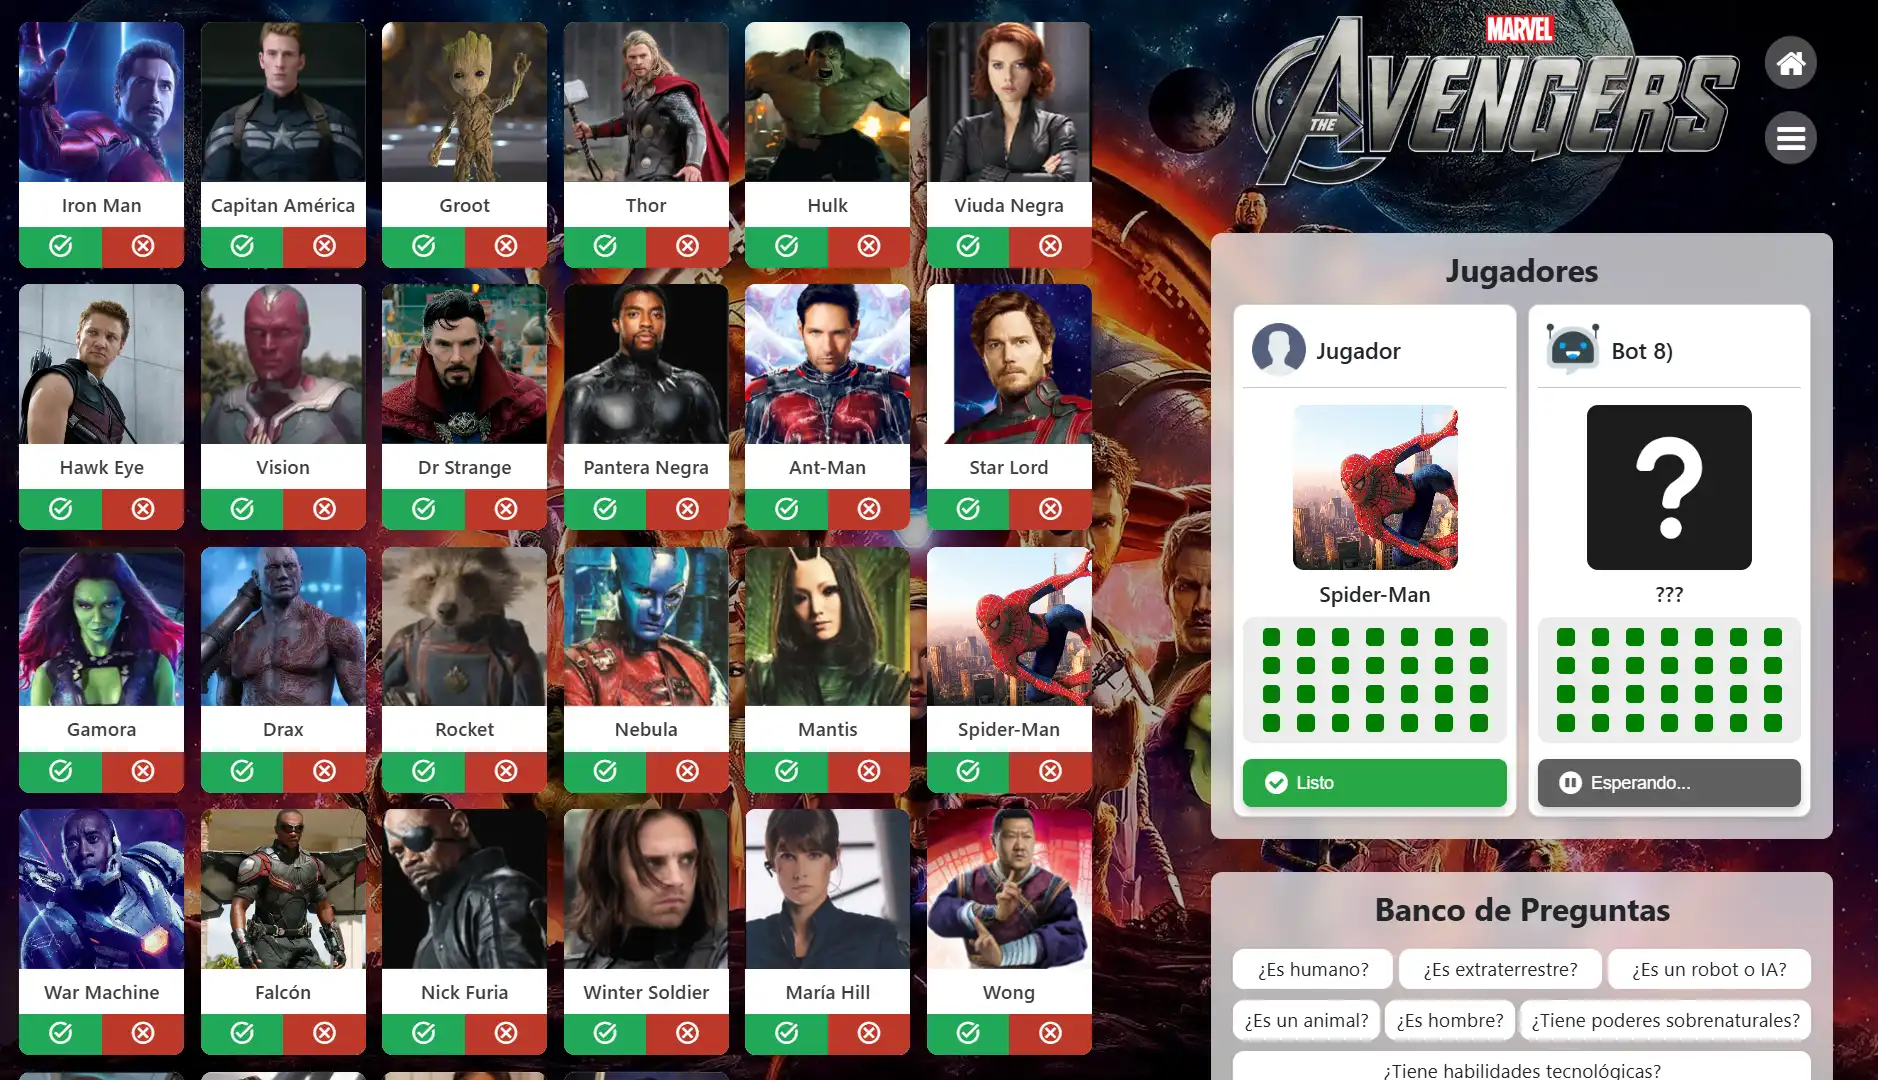 Iron Man
Capitan América
Groot
Thor
Hulk
Viuda Negra
Hawk Eye
Vision
Dr Strange
Pantera Negra
Ant-Man
Star Lord
Gamora
Drax
Rocket
Nebula
Mantis
Spider-Man
War Machine
Falcón
Nick Furia
Winter Soldier
María Hill
Wong
MARVEL
THE AVENGERS
Jugadores
Jugador
Spider-Man
Listo
Bot 8)
?
???
Esperando...
Banco de Preguntas
¿Es humano?
¿Es extraterrestre?
¿Es un robot o IA?
¿Es un animal?
¿Es hombre?
¿Tiene poderes sobrenaturales?
¿Tiene habilidades tecnológicas?